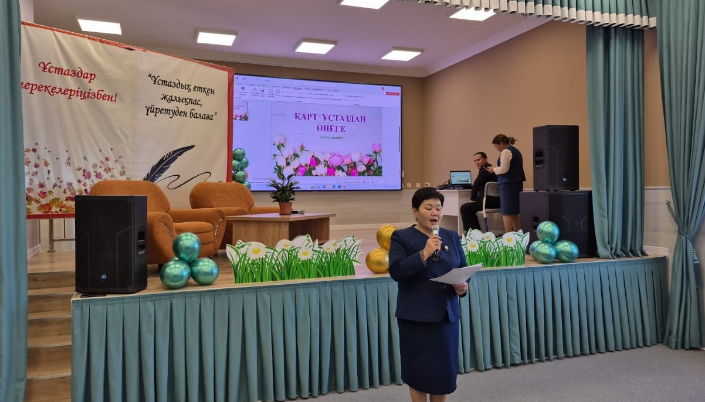 Ұстаздар
мерекелеріңізбен!
"Ұстаздық еткен
жалықпас,
үйретуден балаға"
ҚАРТ ҰСТАЗДАН
ӨНЕГЕ